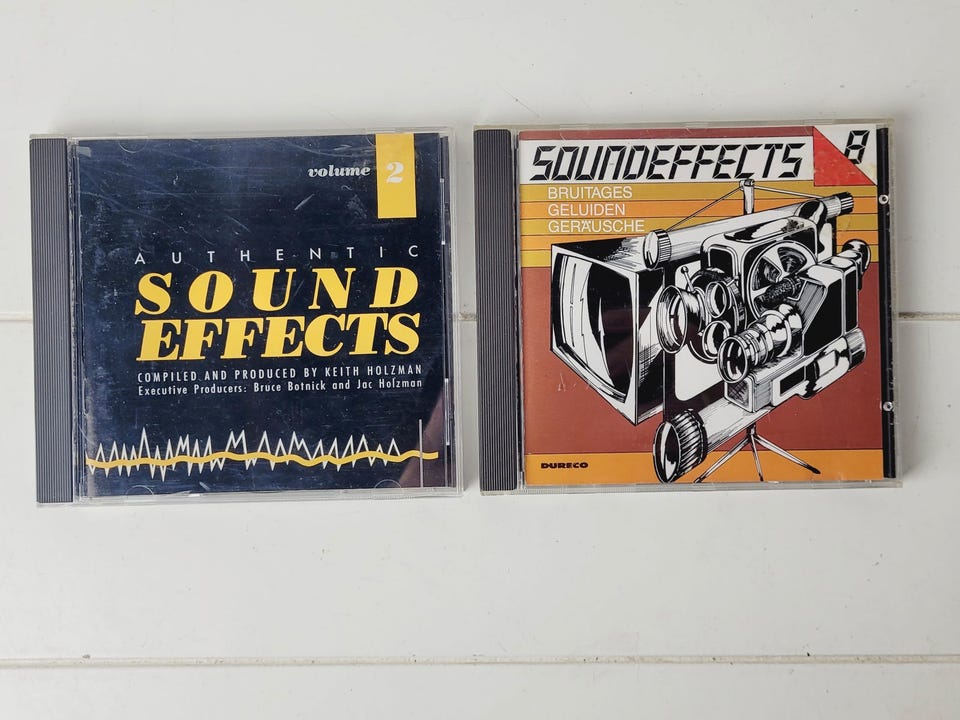 volume 2
AUTHENTIC
SOUND
EFFECTS
COMPILED AND PRODUCED BY KEITH HOLZMAN
Executive Producers: Bruce Botnick and Jac Holzman
SOUNDEFFECTS 8
BRUITAGES
GELUIDEN
GERÄUSCHE
DURECO